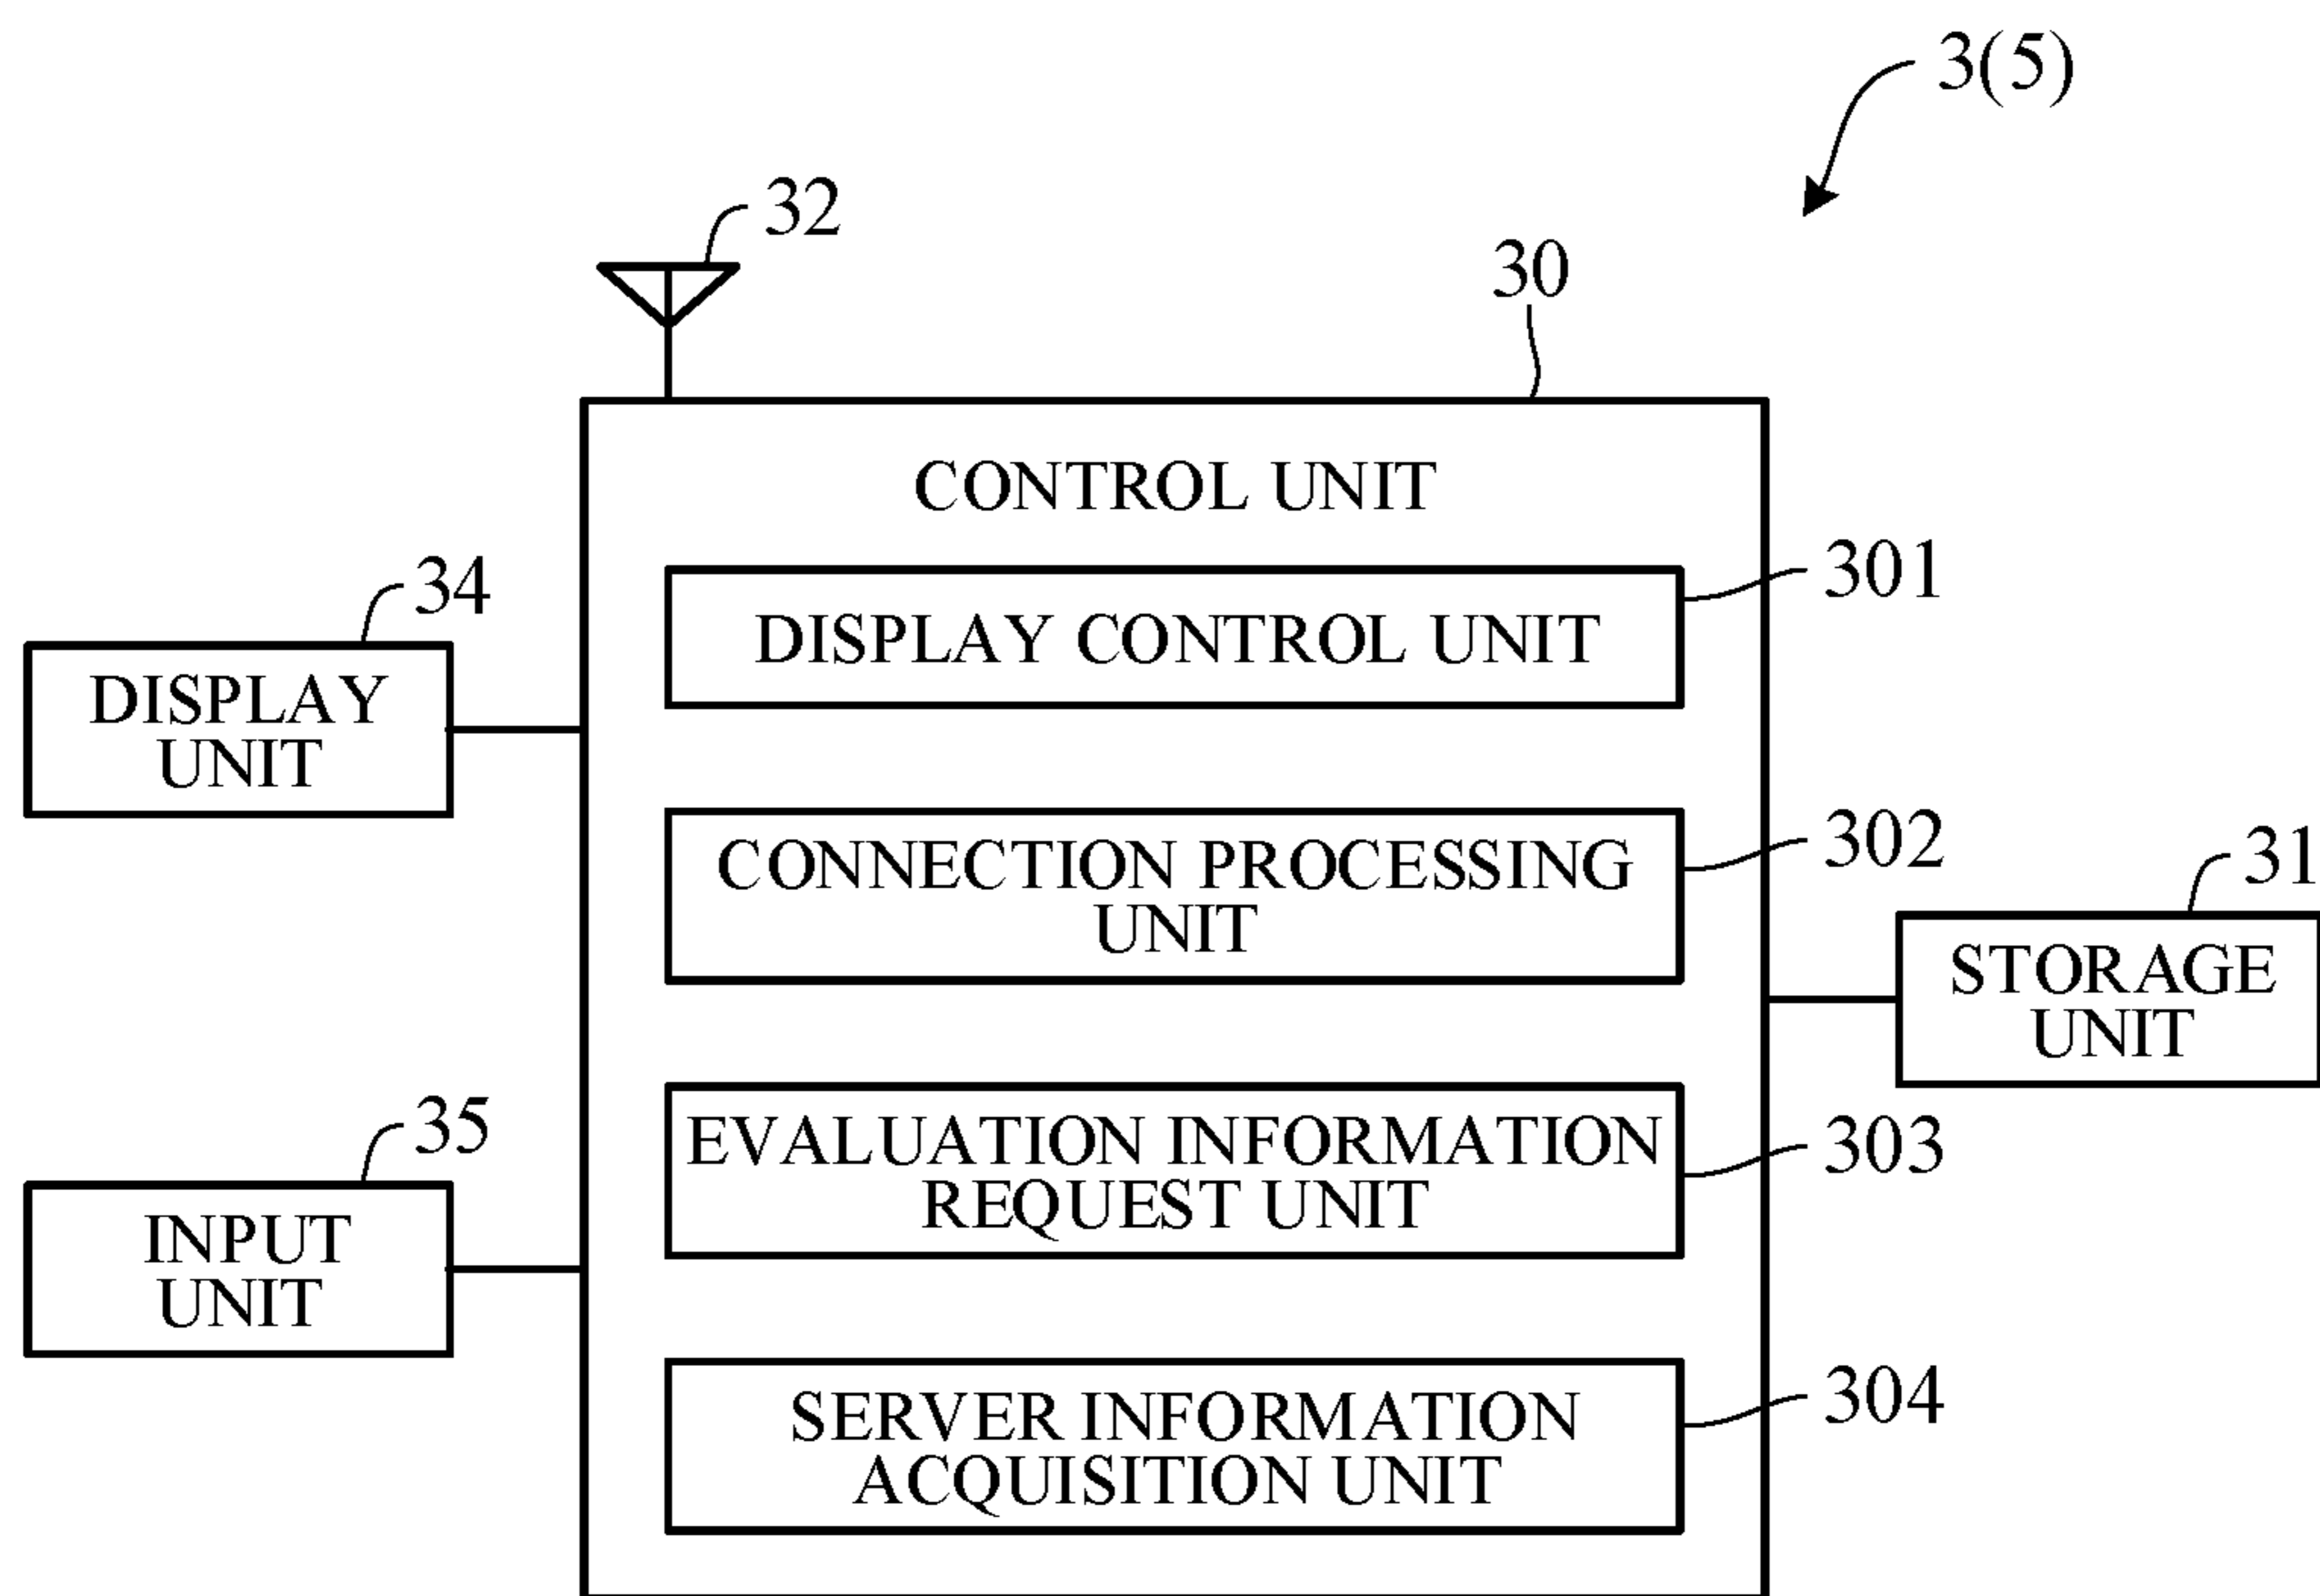 3(5)
32
30
CONTROL UNIT
301
DISPLAY CONTROL UNIT
34
DISPLAY
UNIT
302
CONNECTION PROCESSING
UNIT
31
STORAGE
UNIT
35
INPUT
UNIT
303
EVALUATION INFORMATION
REQUEST UNIT
304
SERVER INFORMATION
ACQUISITION UNIT